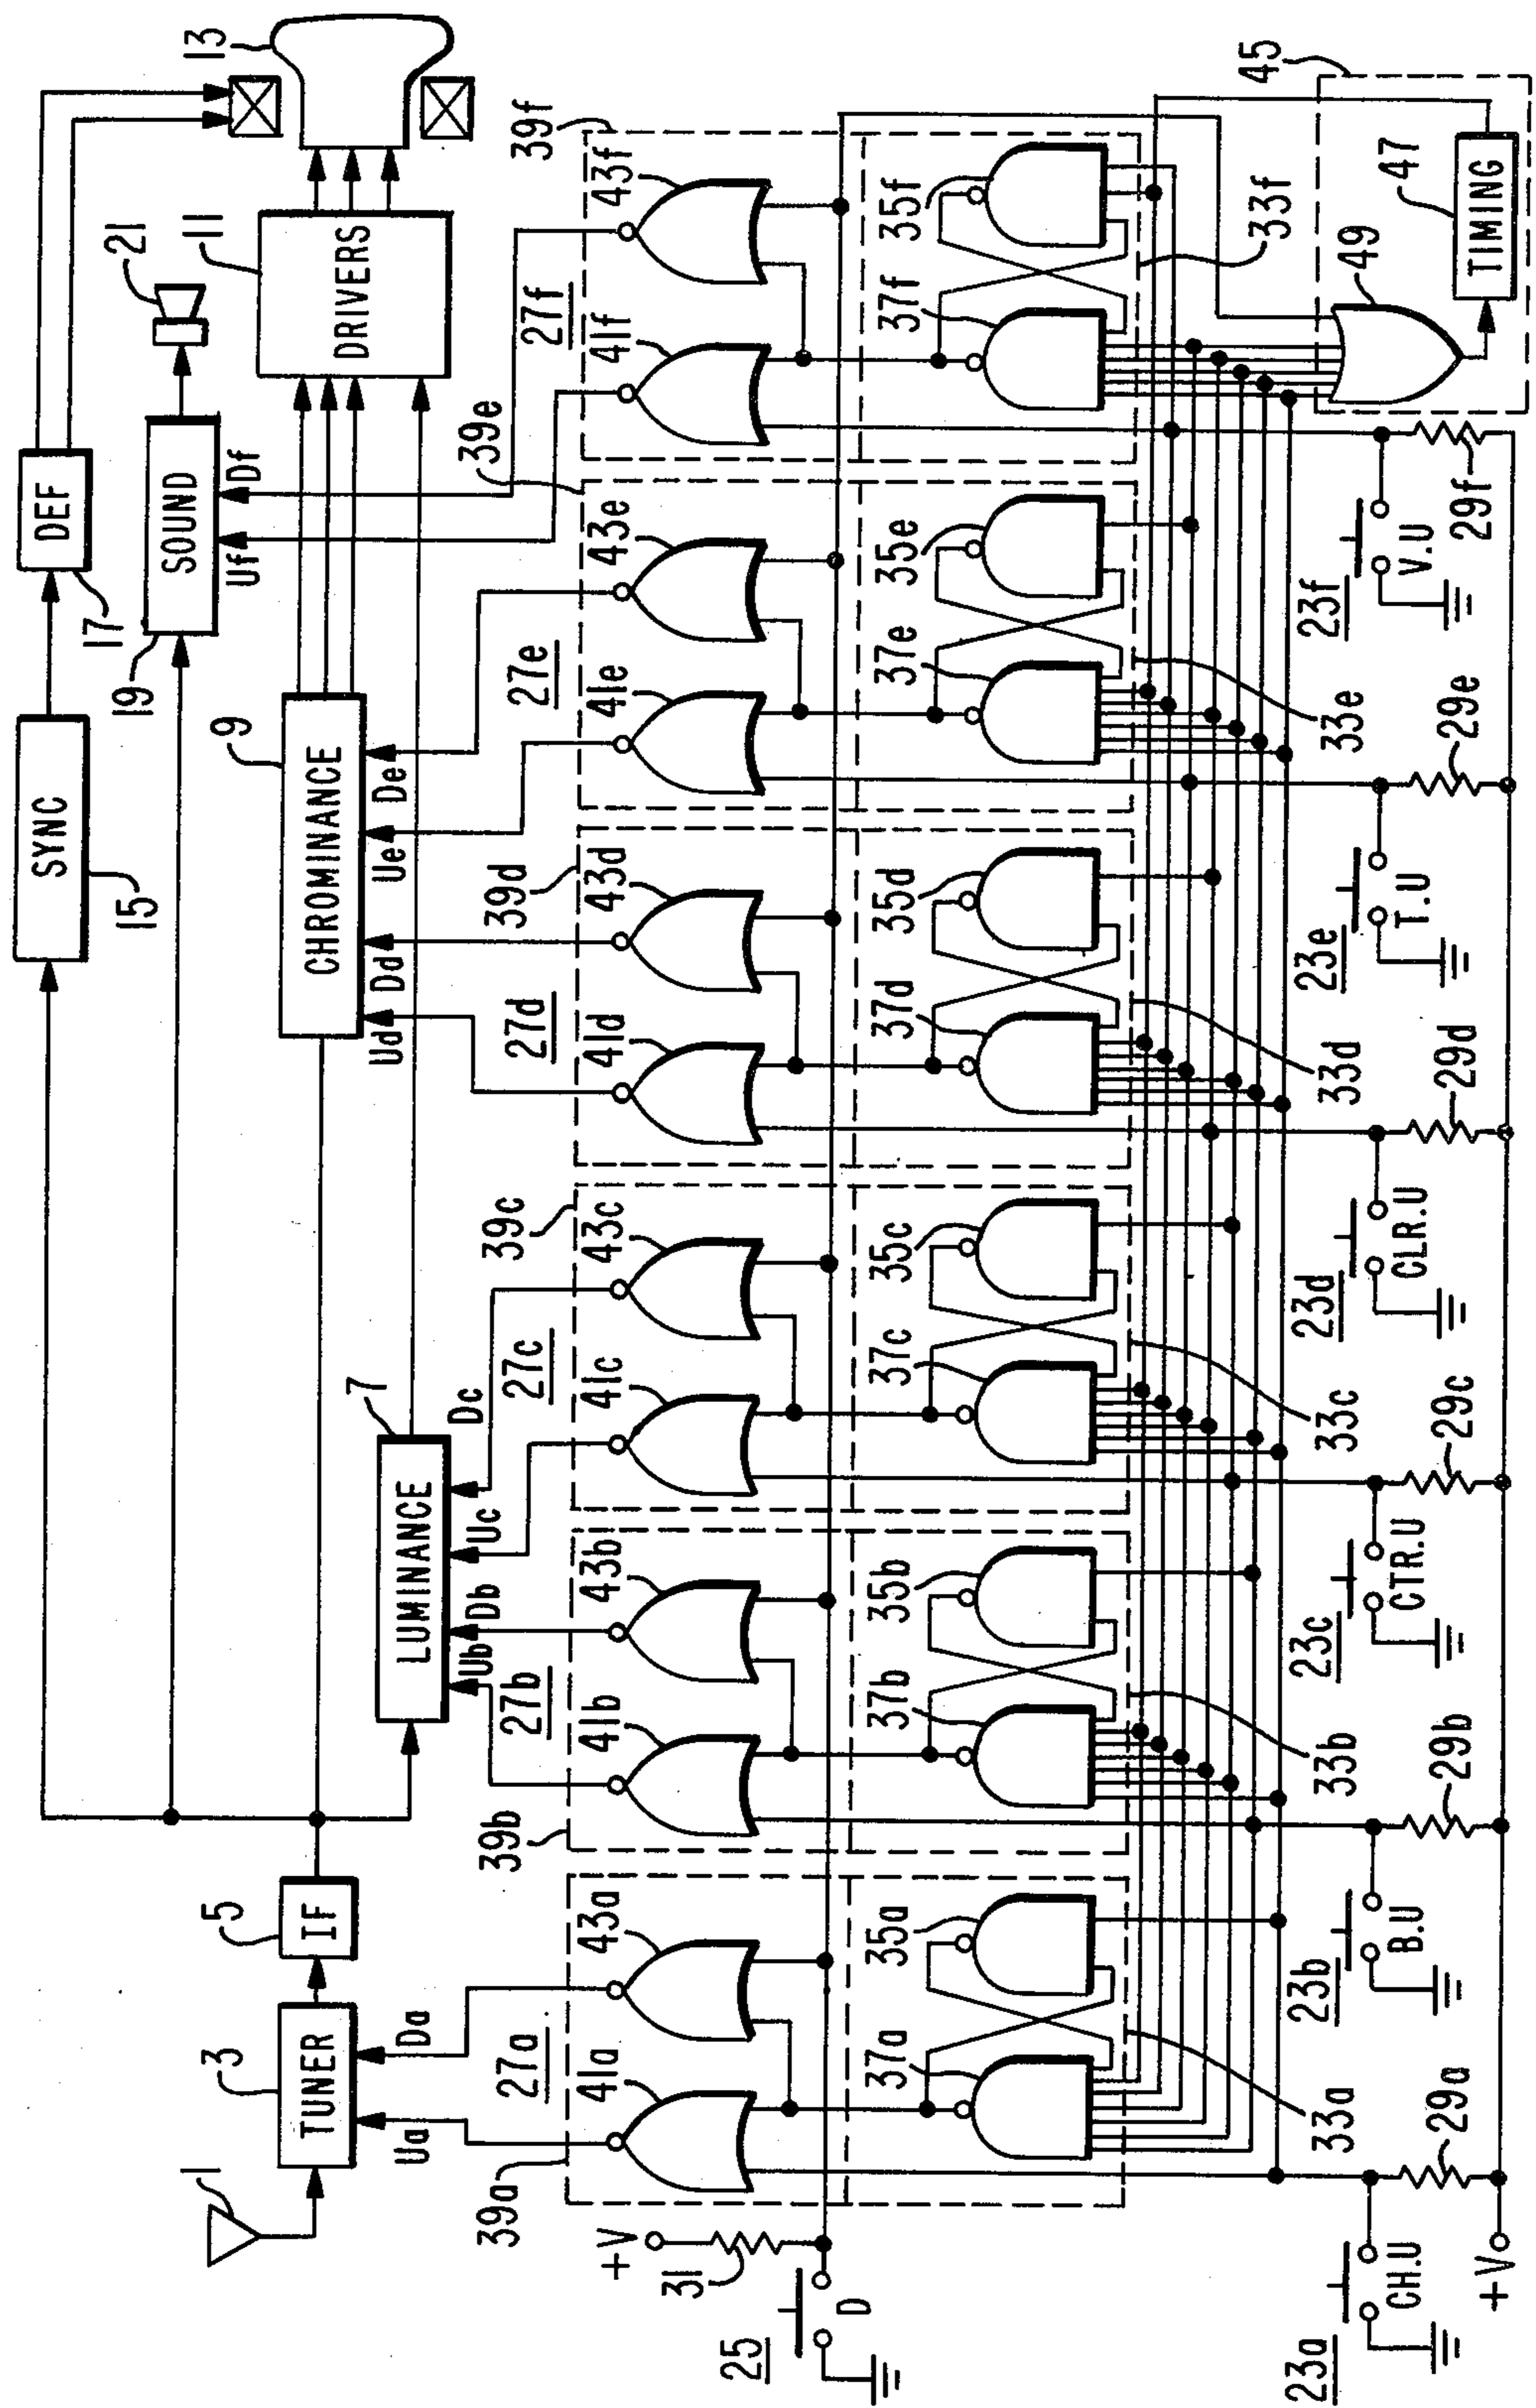 1
3
TUNER
5
IF
Ua
Da
7
LUMINANCE
Ub
Db
Uc
Dc
9
CHROMINANCE
Ud
Dd
Ue
De
SYNC
15
DEF
17
19
SOUND
Uf
Df
21
11
DRIVERS
13
39a
27a
41a
43a
39b
27b
41b
43b
39c
27c
41c
43c
39d
27d
41d
43d
39e
27e
41e
43e
39f
27f
41f
43f
+V
31
25
D
37a
35a
33a
37b
35b
33b
37c
35c
33c
37d
35d
33d
37e
35e
33e
37f
35f
33f
45
49
47
TIMING
23a
CH.U
29a
23b
B.U
29b
23c
CTR.U
29c
23d
CLR.U
29d
23e
T.U
29e
23f
V.U
29f
+V